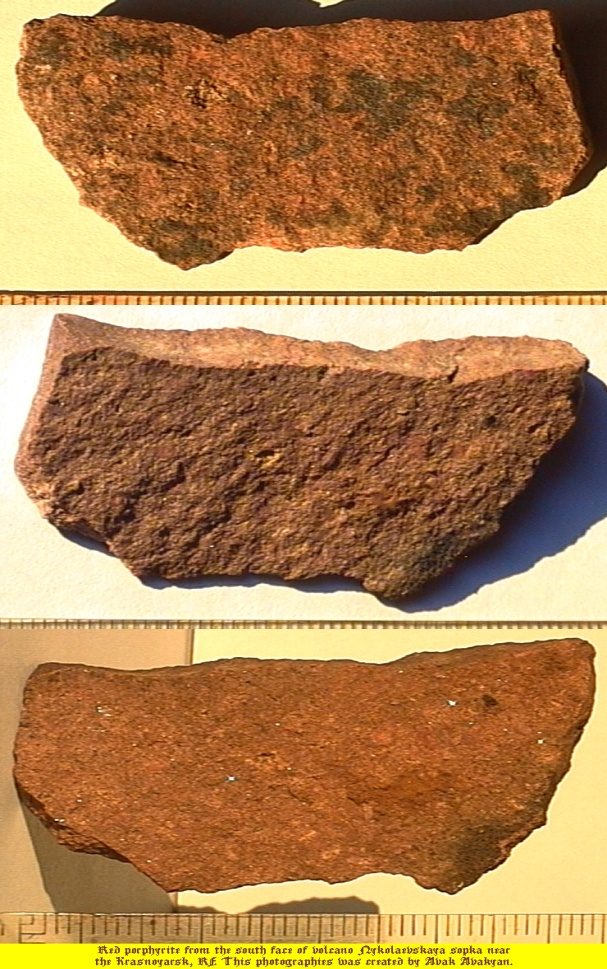 Red porphyrite from the south face of volcano Nykolaevskaya sopka near
the Krasnoyarsk, RF. This photographies was created by Avak Avakyan.